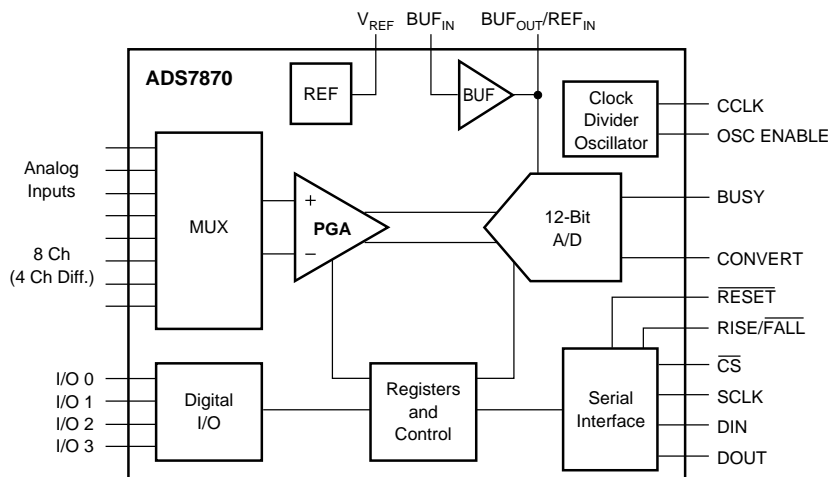 VREF BUFIN BUFOUT/REFIN
ADS7870
REF
BUF
Clock
Divider
Oscillator
CCLK
OSC ENABLE
Analog
Inputs
8 Ch
(4 Ch Diff.)
MUX
+
PGA
–
12-Bit
A/D
BUSY
CONVERT
RESET
RISE/FALL
CS
SCLK
DIN
DOUT
I/O 0
I/O 1
I/O 2
I/O 3
Digital
I/O
Registers
and
Control
Serial
Interface